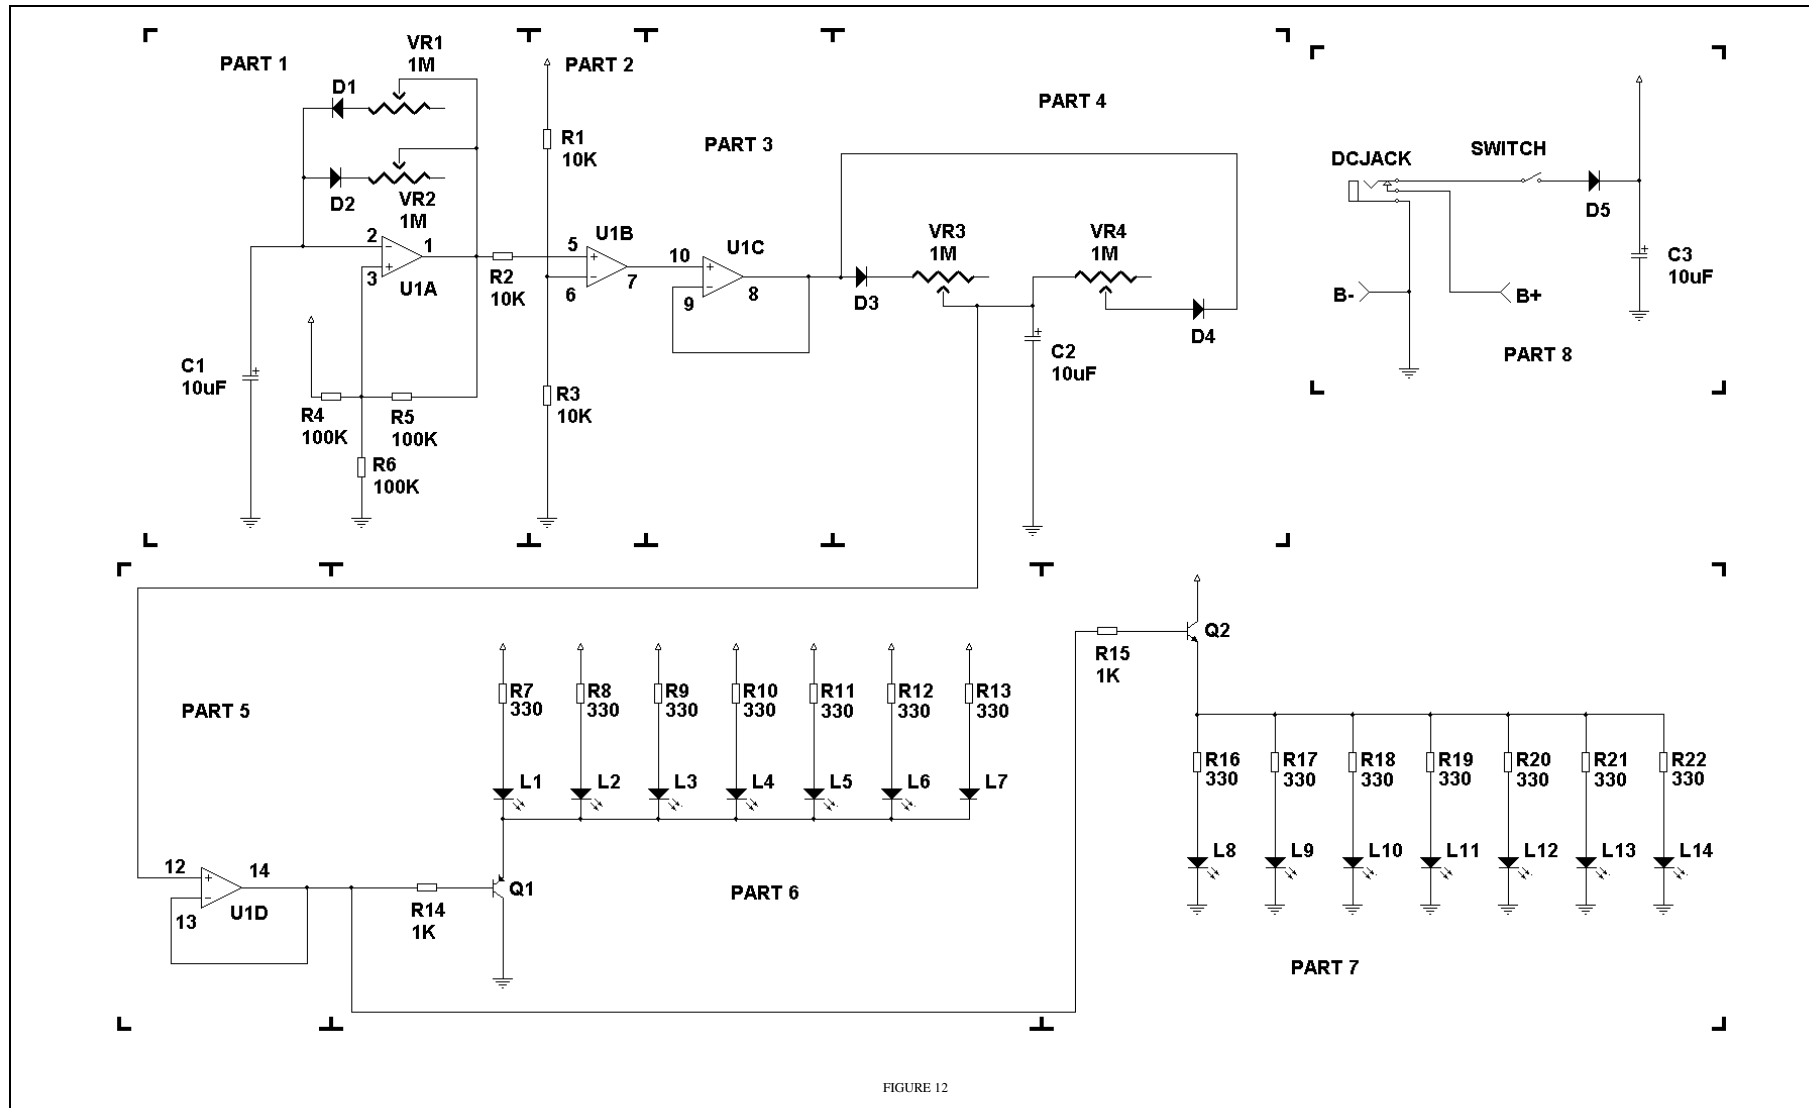 PART 1
VR1
1M
D1
D2
VR2
1M
2
3
1
U1A
C1
10uF
R4
100K
R5
100K
R6
100K
R2
10K
PART 2
R1
10K
5
6
U1B
7
R3
10K
PART 3
10
9
U1C
8
PART 4
D3
VR3
1M
VR4
1M
D4
C2
10uF
DCJACK
SWITCH
D5
C3
10uF
B-
B+
PART 8
PART 5
12
13
14
U1D
R7
330
R8
330
R9
330
R10
330
R11
330
R12
330
R13
330
L1
L2
L3
L4
L5
L6
L7
R14
1K
Q1
PART 6
R15
1K
Q2
R16
330
R17
330
R18
330
R19
330
R20
330
R21
330
R22
330
L8
L9
L10
L11
L12
L13
L14
PART 7
FIGURE 12